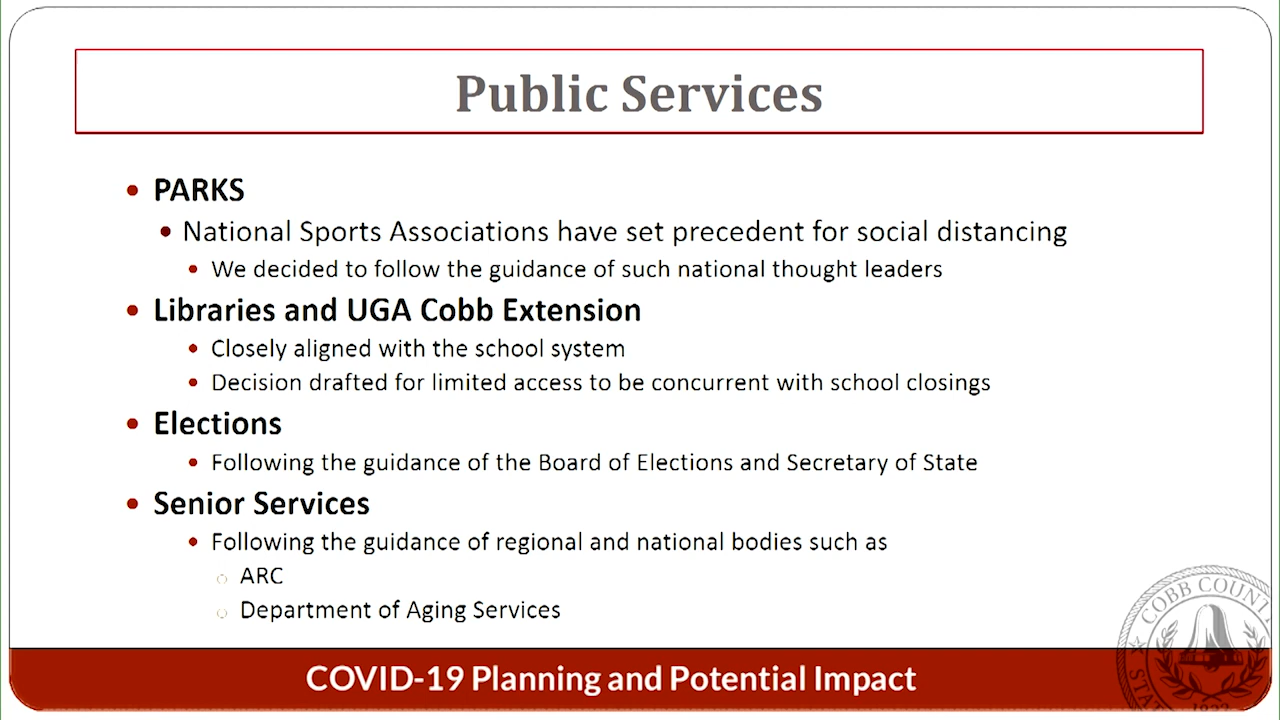 Public Services
PARKS
National Sports Associations have set precedent for social distancing
We decided to follow the guidance of such national thought leaders
Libraries and UGA Cobb Extension
Closely aligned with the school system
Decision drafted for limited access to be concurrent with school closings
Elections
Following the guidance of the Board of Elections and Secretary of State
Senior Services
Following the guidance of regional and national bodies such as
ARC
Department of Aging Services
COVID-19 Planning and Potential Impact
COBB COUNT
STAT